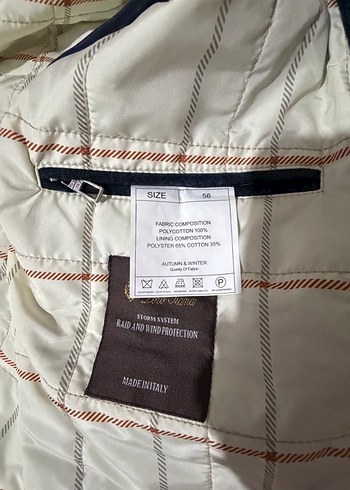 SIZE 56
FABRIC COMPOSITION
POLYCOTTON 100%
LINING COMPOSITION
POLYSTER 65% COTTON 35%
AUTUMN & WINTER
Quality Of Fabric
P
STORM SYSTEM
RAID AND WIND PROTECTION
MADE IN ITALY